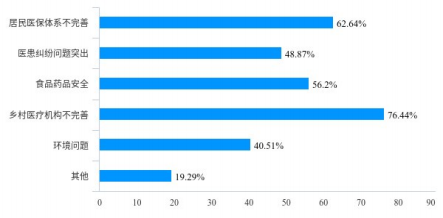 居民医保体系不完善 62.64%
医患纠纷问题突出 48.87%
食品药品安全 56.2%
乡村医疗机构不完善 76.44%
环境问题 40.51%
其他 19.29%
0 10 20 30 40 50 60 70 80 90